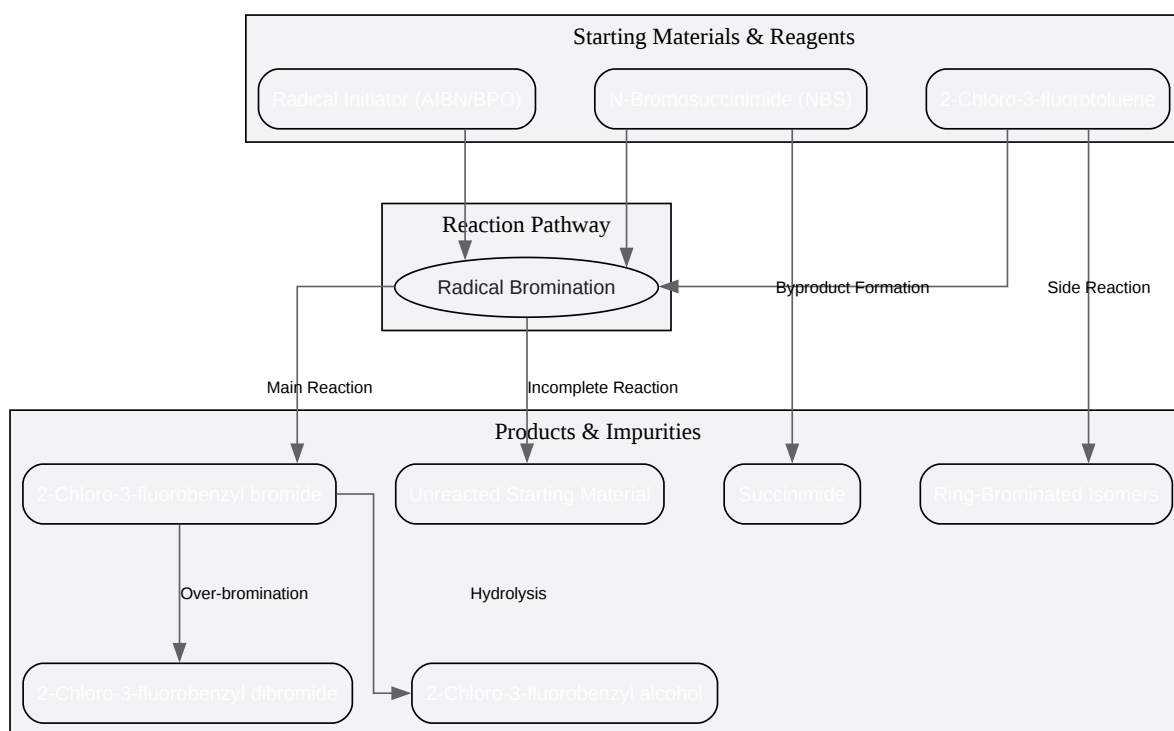 Starting Materials & Reagents
Radical Initiator (AIBN/BPO)
N-Bromosuccinimide (NBS)
2-Chloro-3-fluorotoluene
Reaction Pathway
Radical Bromination
Byproduct Formation
Side Reaction
Main Reaction
Incomplete Reaction
Products & Impurities
2-Chloro-3-fluorobenzyl bromide
Unreacted Starting Material
Succinimide
Ring-Brominated Isomers
Over-bromination
Hydrolysis
2-Chloro-3-fluorobenzyl dibromide
2-Chloro-3-fluorobenzyl alcohol